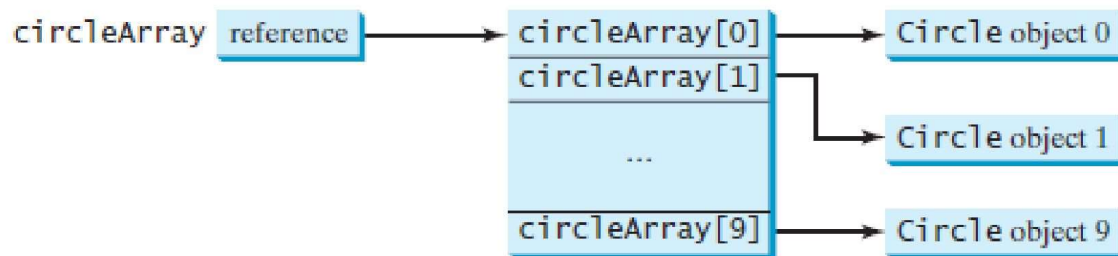 circleArray reference circleArray[0] Circle object 0
circleArray[1]
Circle object 1
...
circleArray[9] Circle object 9